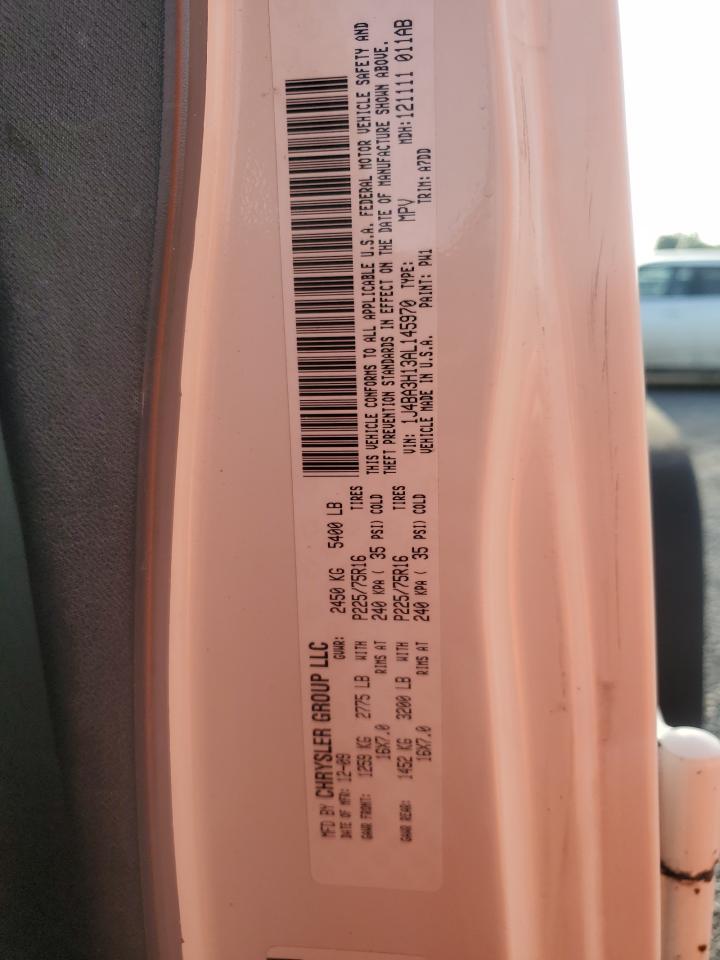 MFD BY CHRYSLER GROUP LLC
DATE OF MFR: 12-09 GVWR: 2450 KG 5400 LB
GAWR FRONT: 1259 KG 2775 LB WITH P225/75R16 TIRES
16X7.0 RIMS AT 240 KPA ( 35 PSI) COLD
GAWR REAR: 1452 KG 3200 LB WITH P225/75R16 TIRES
16X7.0 RIMS AT 240 KPA ( 35 PSI) COLD
THIS VEHICLE CONFORMS TO ALL APPLICABLE U.S.A. FEDERAL MOTOR VEHICLE SAFETY AND
THEFT PREVENTION STANDARDS IN EFFECT ON THE DATE OF MANUFACTURE SHOWN ABOVE.
VIN: 1J4BA3H13AL145970 TYPE: MPV MDH:121111 011AB
VEHICLE MADE IN U.S.A. PAINT: PW1 TRIM: A7DD